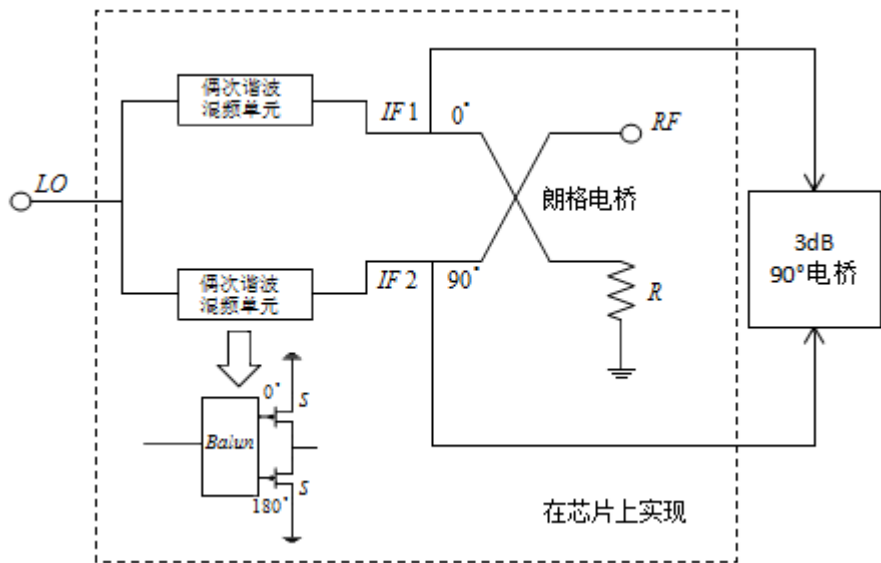 偶次谐波
混频单元
IF1
0°
RF
LO
朗格电桥
3dB
90°电桥
偶次谐波
混频单元
IF2
90°
R
0°
S
Balun
S
180°
在芯片上实现